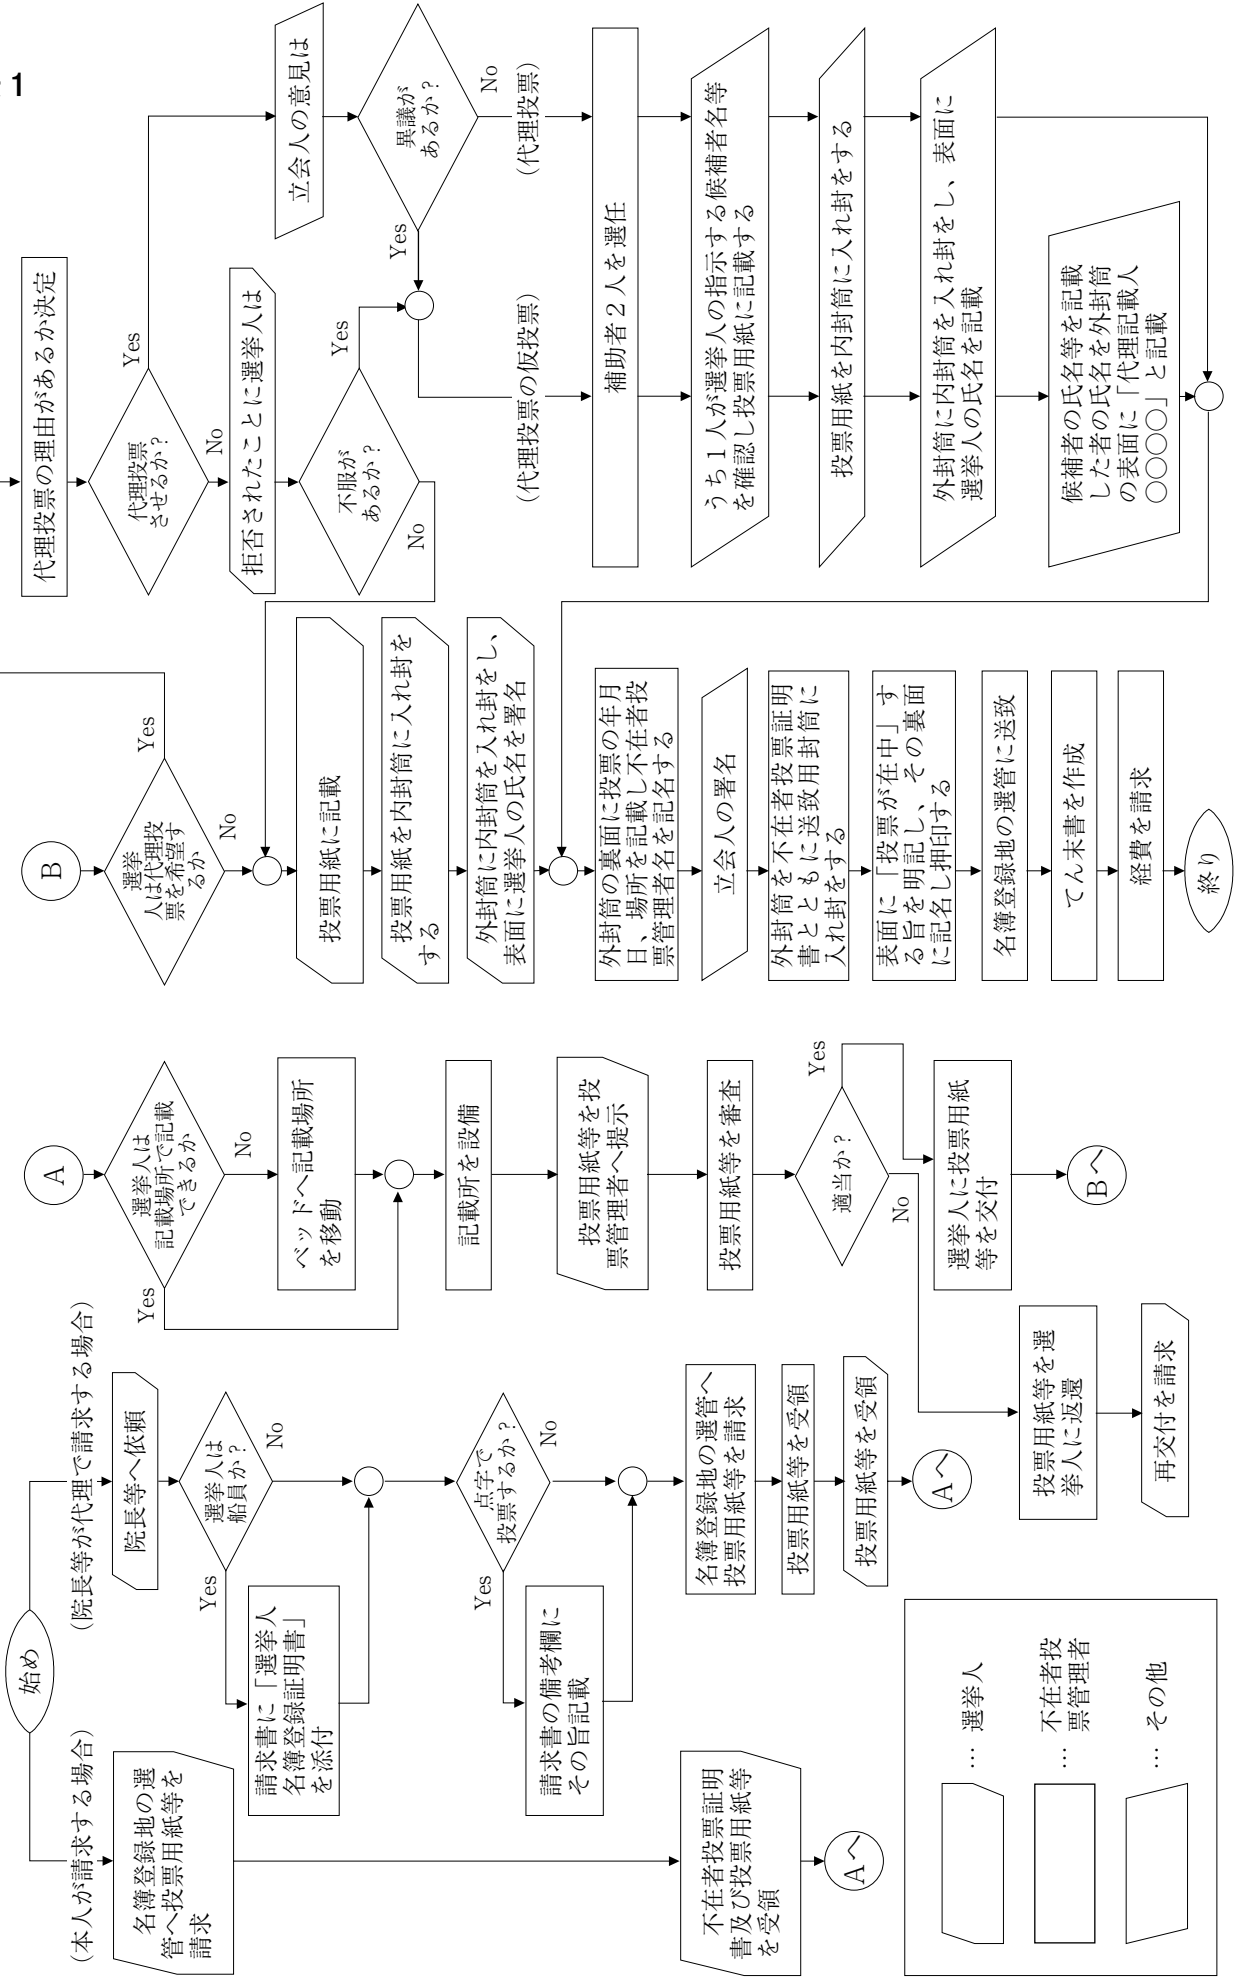 1
始め
(本人が請求する場合)
名簿登録地の選
管へ投票用紙等を
請求
不在者投票証明
書及び投票用紙等
を受領
Aへ
(院長等が代理で請求する場合)
院長等へ依頼
選挙人は
船員か?
Yes
No
請求書に「選挙人
名簿登録証明書」
を添付
点字で
投票するか?
Yes
No
請求書の備考欄に
その旨記載
名簿登録地の選管へ
投票用紙等を請求
投票用紙等を受領
投票用紙等を受領
Aへ
A
選挙人は
記載場所で記載
できるか
Yes
No
ベッドへ記載場所
を移動
記載所を設備
投票用紙等を投
票管理者へ提示
投票用紙等を審査
適当か?
Yes
No
選挙人に投票用紙
等を交付
Bへ
投票用紙等を選
挙人に返還
再交付を請求
B
選挙
人は代理投
票を希望す
るか
Yes
No
投票用紙に記載
投票用紙を内封筒に入れ封を
する
外封筒に内封筒を入れ封をし、
表面に選挙人の氏名を署名
外封筒の裏面に投票の年月
日、場所を記載し不在者投
票管理者名を記名する
立会人の署名
外封筒を不在者投票証明
書とともに送致用封筒に
入れ封をする
表面に「投票が在中」す
る旨を明記し、その裏面
に記名し押印する
名簿登録地の選管に送致
てん末書を作成
経費を請求
終り
代理投票の理由があるか決定
代理投票
させるか?
Yes
No
拒否されたことに選挙人は
不服が
あるか?
Yes
No
立会人の意見は
異議が
あるか?
Yes
No
(代理投票の仮投票)
(代理投票)
補助者2人を選任
うち1人が選挙人の指示する候補者名等
を確認し投票用紙に記載する
投票用紙を内封筒に入れ封をする
外封筒に内封筒を入れ封をし、表面に
選挙人の氏名を記載
候補者の氏名等を記載
した者の氏名を外封筒
の表面に「代理記載人
○○○○」と記載
… 選挙人
… 不在者投
票管理者
… その他